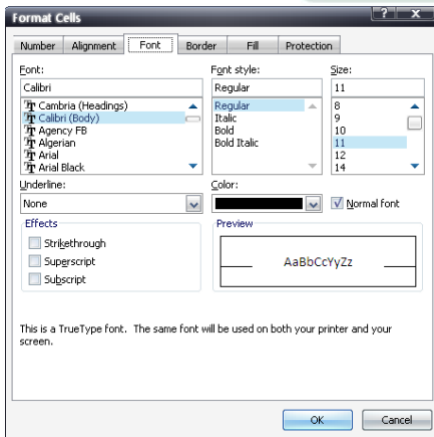 Format Cells ? x
Number Alignment Font Border Fill Protection
Font: Font style: Size:
Calibri Regular 11
Cambria (Headings) Regular 8
Calibri (Body) Italic 9
Agency FB Bold 10
Algerian Bold Italic 11
Arial 12
Arial Black 14
Underline: Color:
None Normal font
Effects Preview
Strikethrough
Superscript AaBbCcYyZz
Subscript
This is a TrueType font. The same font will be used on both your printer and your
screen.
OK Cancel